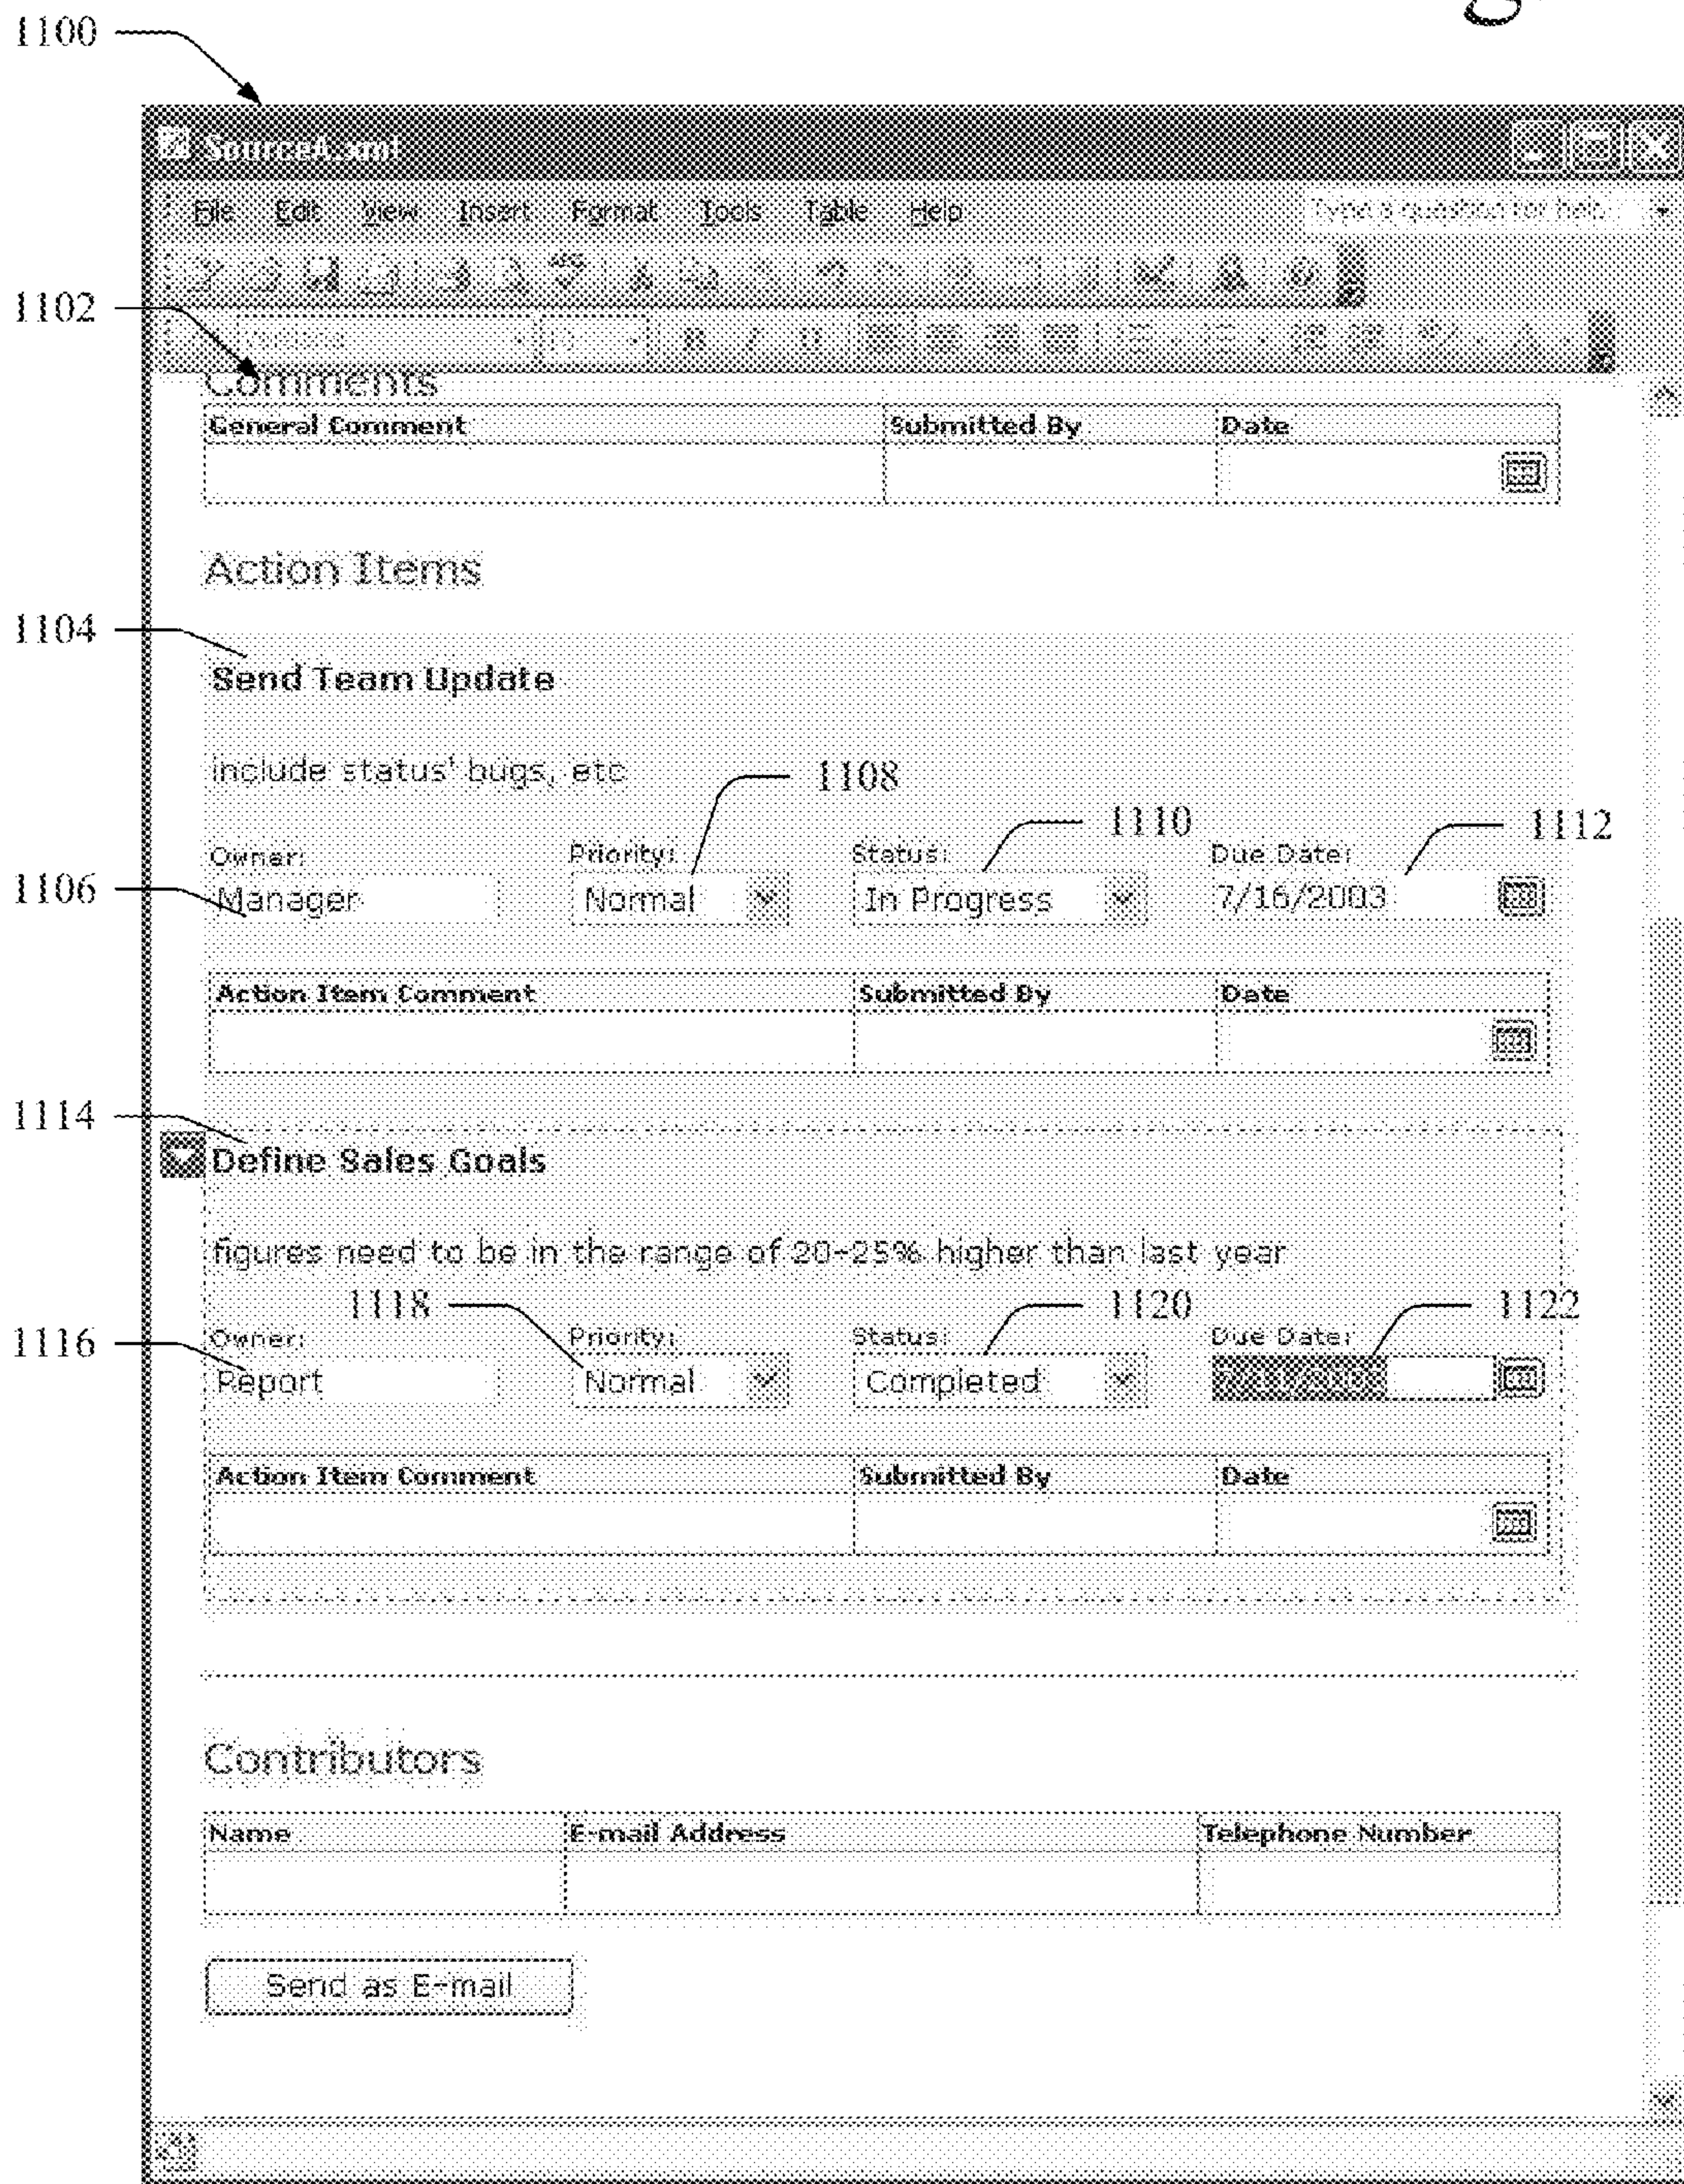 1100
SourceA.xml
File Edit View Insert Format Tools Table Help
Type a question for help
1102
Comments
General Comment Submitted By Date
Action Items
1104
Send Team Update
include status' bugs, etc
1108
1110
1112
Owner: Priority: Status: Due Date:
1106
Manager Normal In Progress 7/16/2003
Action Item Comment Submitted By Date
1114
Define Sales Goals
figures need to be in the range of 20-25% higher than last year
1118 1120 1122
1116
Owner: Priority: Status: Due Date:
Report Normal Completed
Action Item Comment Submitted By Date
Contributors
Name E-mail Address Telephone Number
Send as E-mail